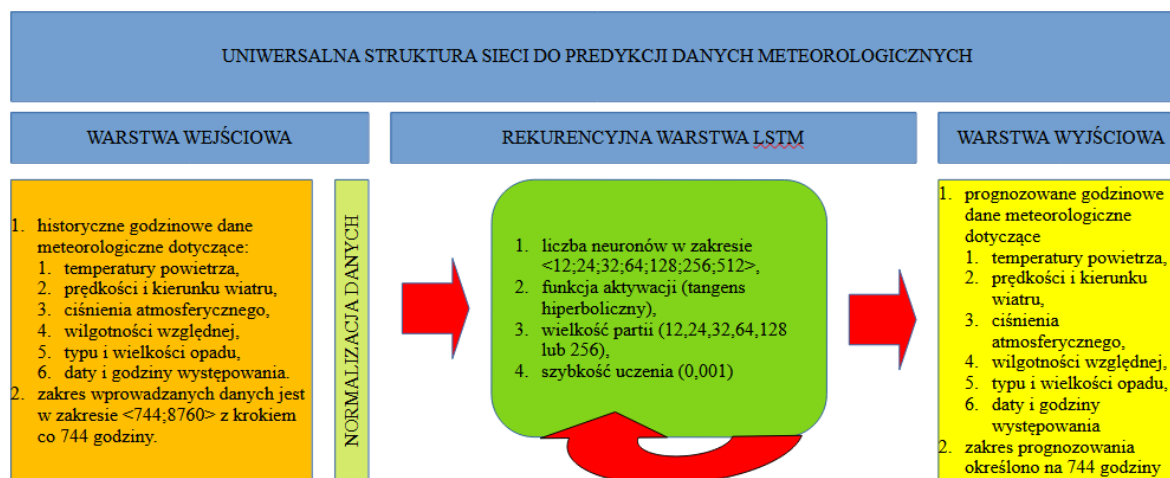 UNIWERSALNA STRUKTURA SIECI DO PREDYKCJI DANYCH METEOROLOGICZNYCH
WARSTWA WEJŚCIOWA
REKURENCYJNA WARSTWA LSTM
WARSTWA WYJŚCIOWA
1. historyczne godzinowe dane
meteorologiczne dotyczące:
1. temperatury powietrza,
2. prędkości i kierunku wiatru,
3. ciśnienia atmosferycznego,
4. wilgotności względnej,
5. typu i wielkości opadu,
6. daty i godziny występowania.
2. zakres wprowadzanych danych jest
w zakresie <744;8760> z krokiem
co 744 godziny.
NORMALIZACJA DANYCH
1. liczba neuronów w zakresie
<12;24;32;64;128;256;512>,
2. funkcja aktywacji (tangens
hiperboliczny),
3. wielkość partii (12,24,32,64,128
lub 256),
4. szybkość uczenia (0,001)
1. prognozowane godzinowe
dane meteorologiczne
dotyczące
1. temperatury powietrza,
2. prędkości i kierunku
wiatru,
3. ciśnienia
atmosferycznego,
4. wilgotności względnej,
5. typu i wielkości opadu,
6. daty i godziny
występowania
2. zakres prognozowania
określono na 744 godziny